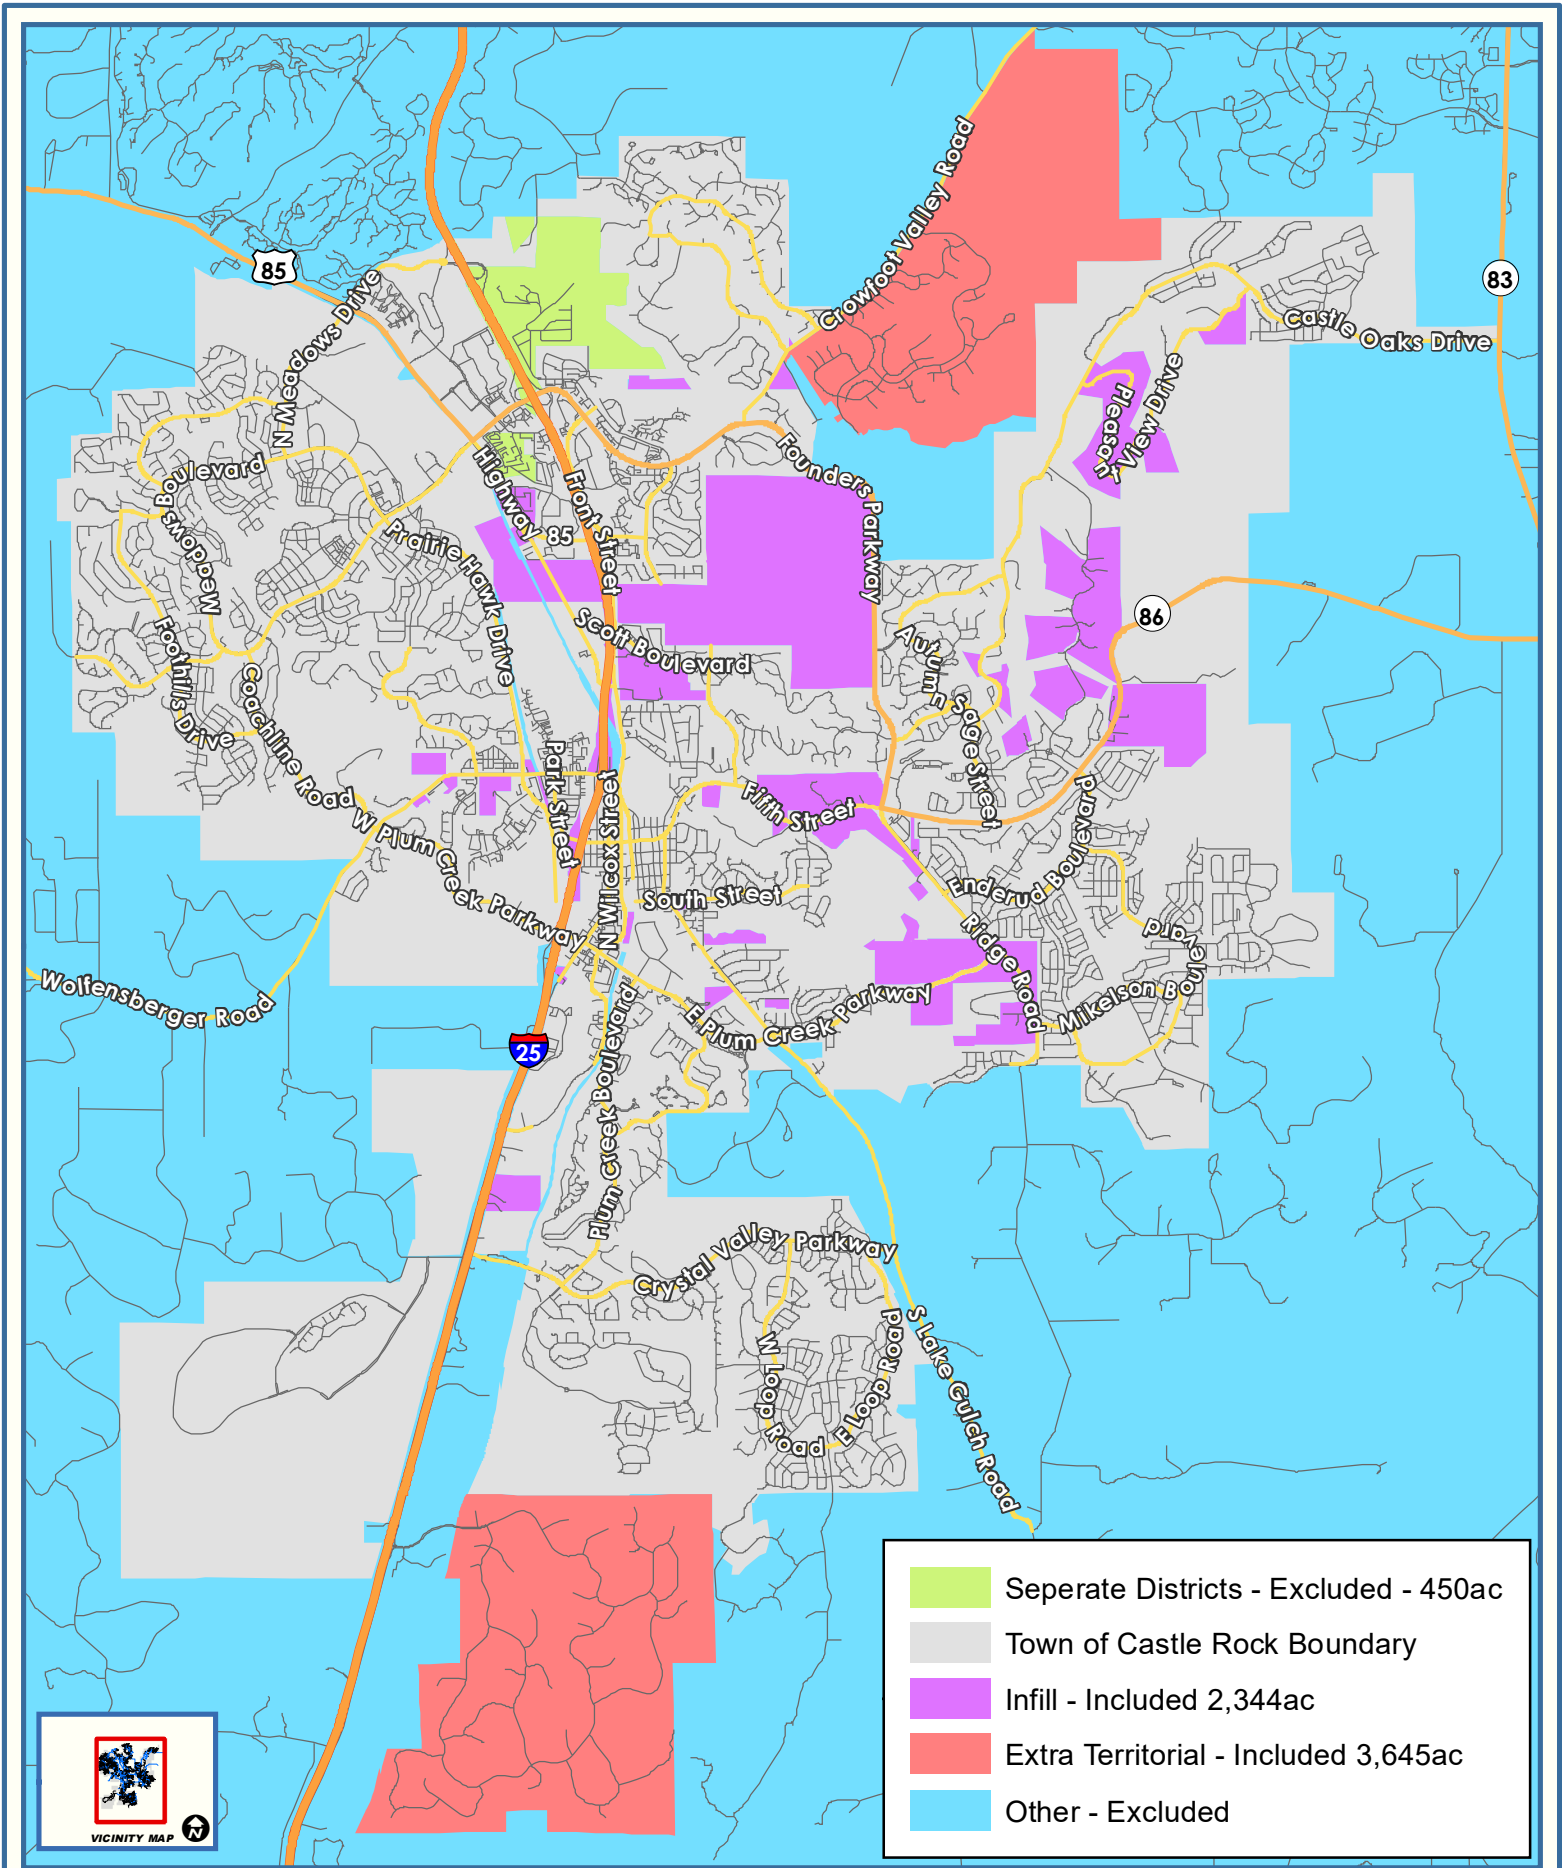 Crowfoot Valley Road
85
83
N Meadows Drive
Castle Oaks Drive
Pleasant View Drive
Founders Parkway
Meadows Boulevard
Highway 85
Front Street
Prairie Hawk Drive
86
Scott Boulevard
Autumn Sage Street
Foothills Drive
Coachline Road
Park Street
Fifth Street
N Wilcox Street
W Plum Creek Parkway
Enderud Boulevard
South Street
Ridge Road
Mikelson Boulevard
Wolfensberger Road
E Plum Creek Parkway
25
Plum Creek Boulevard
Crystal Valley Parkway
W Loop Road
E Loop Road
S Lake Gulch Road
Seperate Districts - Excluded - 450ac
Town of Castle Rock Boundary
Infill - Included 2,344ac
Extra Territorial - Included 3,645ac
Other - Excluded
VICINITY MAP
N